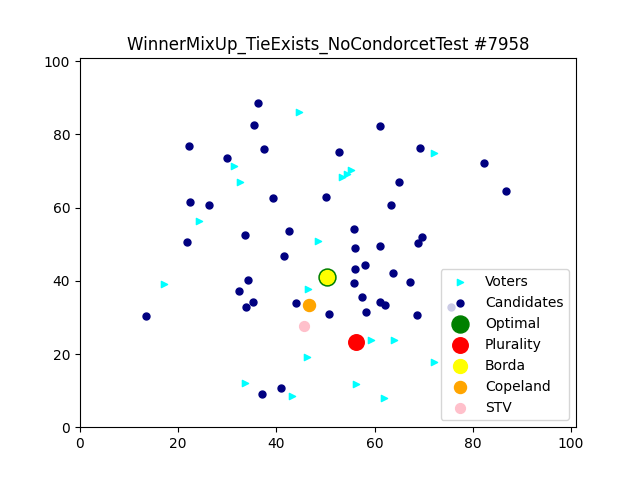 WinnerMixUp_TieExists_NoCondorcetTest #7958
100
80
60
40
20
0
0 20 40 60 80 100
Voters
Candidates
Optimal
Plurality
Borda
Copeland
STV